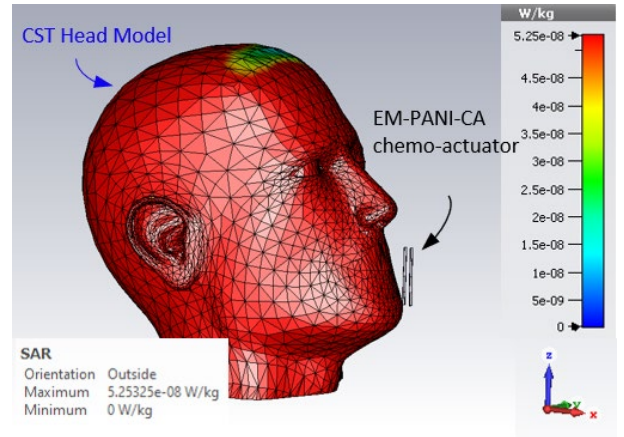 W/kg
CST Head Model
5.25e-08
4.5e-08
4e-08
3.5e-08
3e-08
2.5e-08
2e-08
1.5e-08
1e-08
5e-09
0
EM-PANI-CA
chemo-actuator
SAR
Orientation Outside
Maximum 5.25325e-08 W/kg
Minimum 0 W/kg
z
y
x